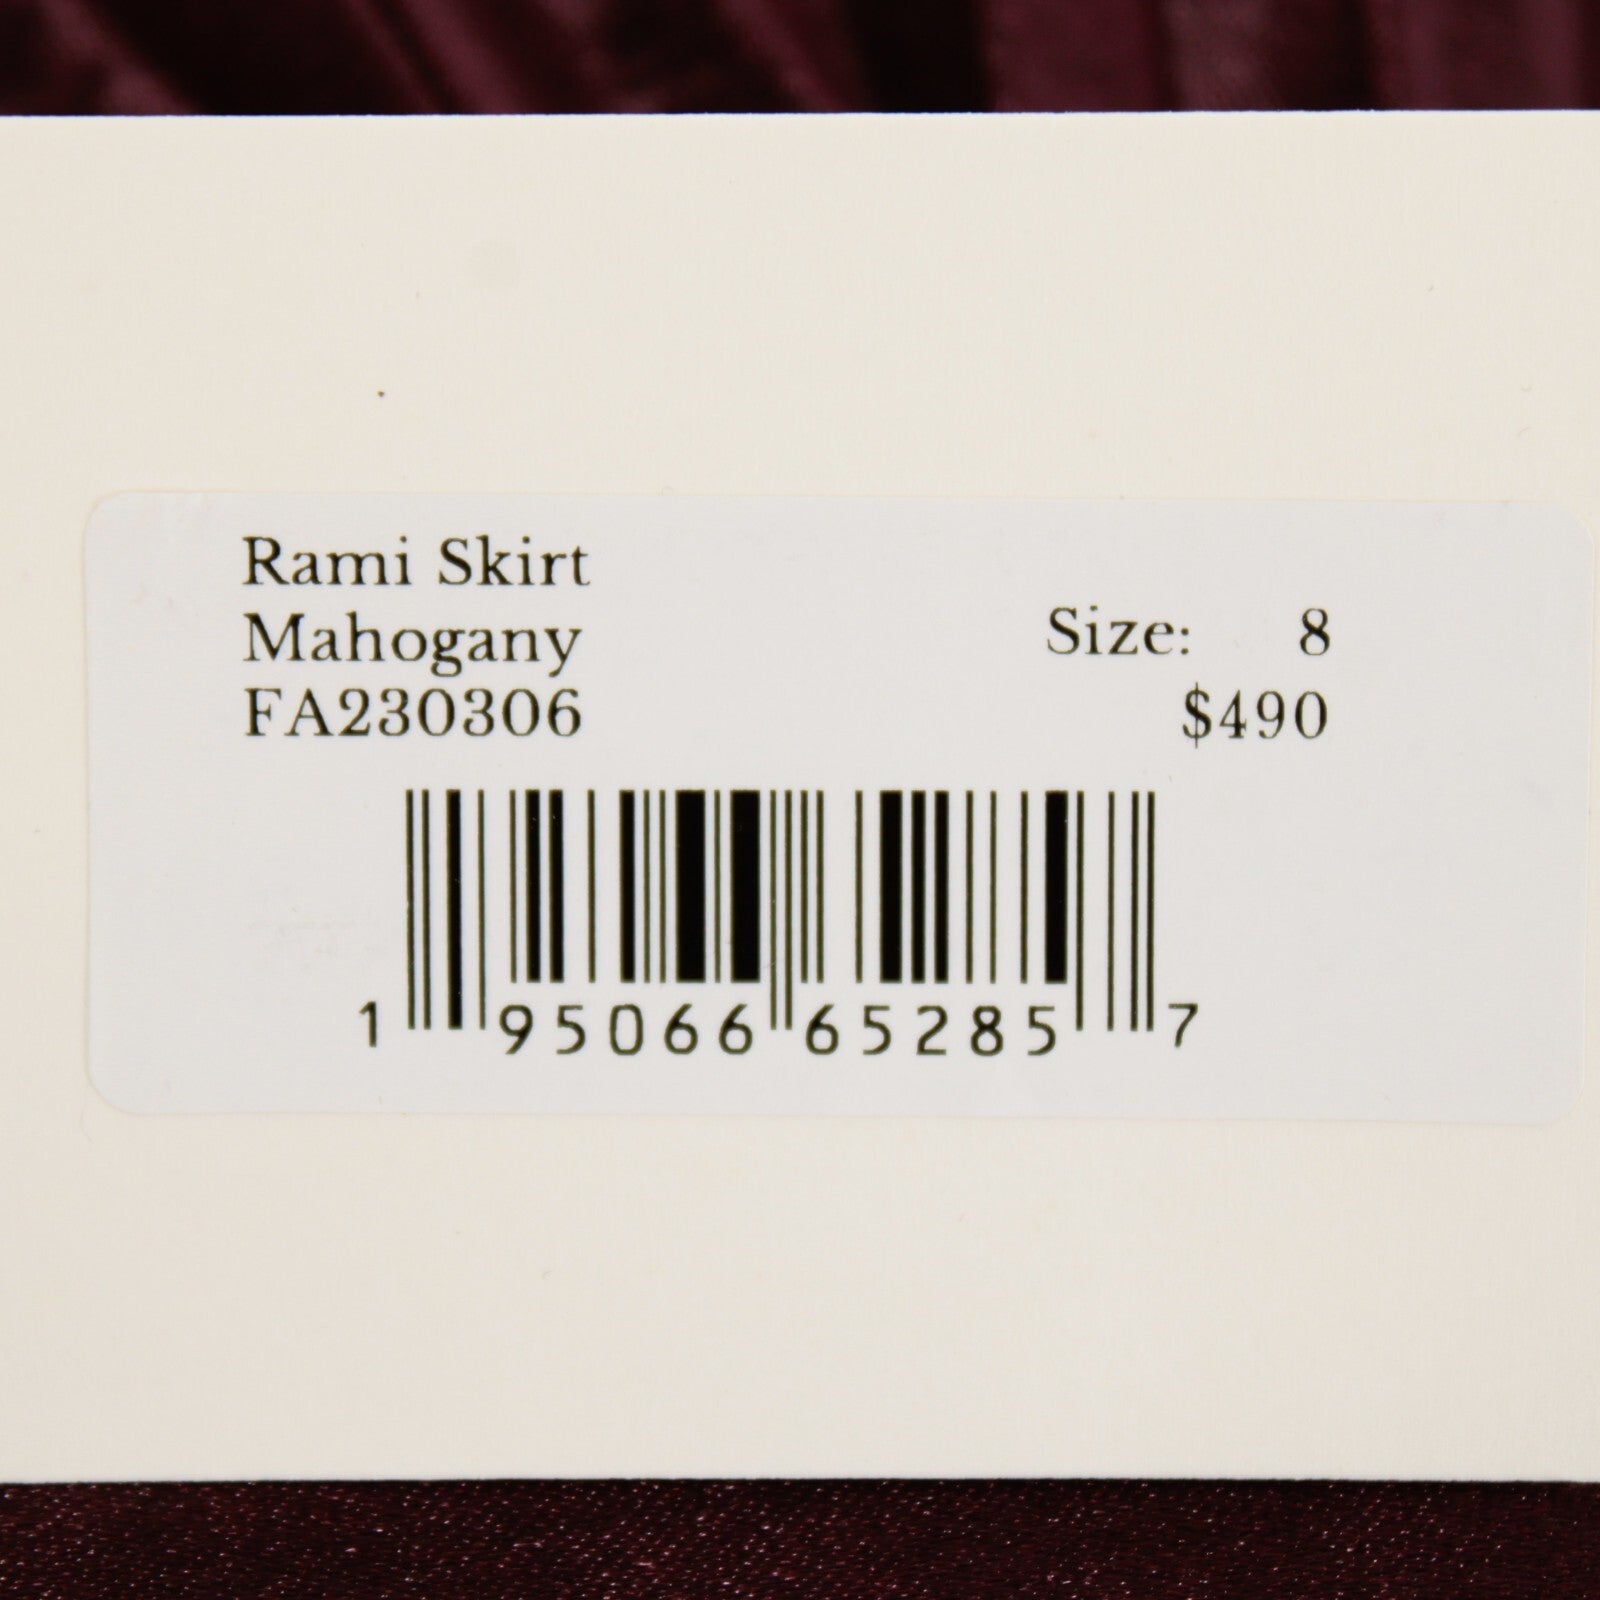 Rami Skirt
Mahogany
Size: 8
FA230306
$490
1 95066 65285 7